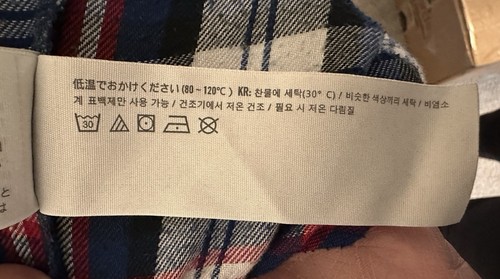 低温でおかけください(80～120℃) KR: 찬물에 세탁(30° C) / 비슷한 색상끼리 세탁 / 비염소
계 표백제만 사용 가능 / 건조기에서 저온 건조 / 필요 시 저온 다림질
30
と
は